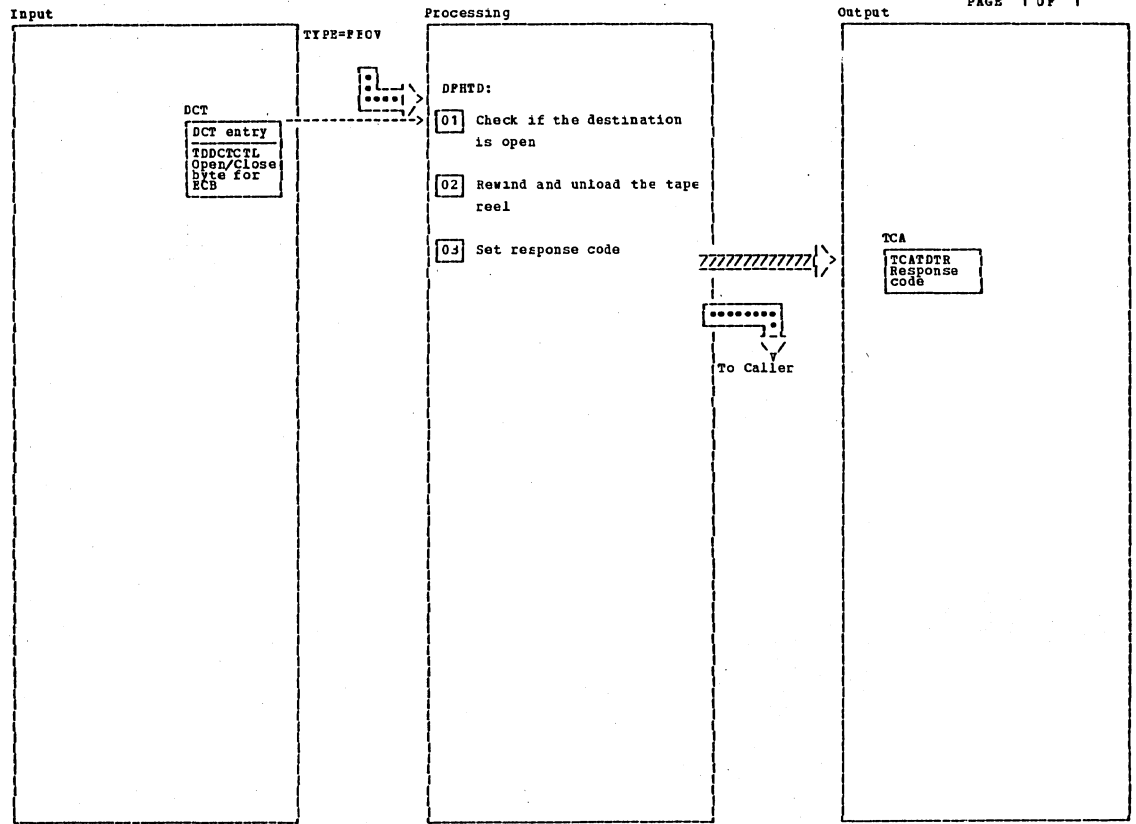 PAGE 1 OF 1
Input
Processing
Output
TYPE=FEOV
DFHTD:
DCT
DCT entry
TDDCTCTL
Open/Close
byte for
ECB
01 Check if the destination
is open
02 Rewind and unload the tape
reel
03 Set response code
TCA
TCATDTR
Response
code
To Caller